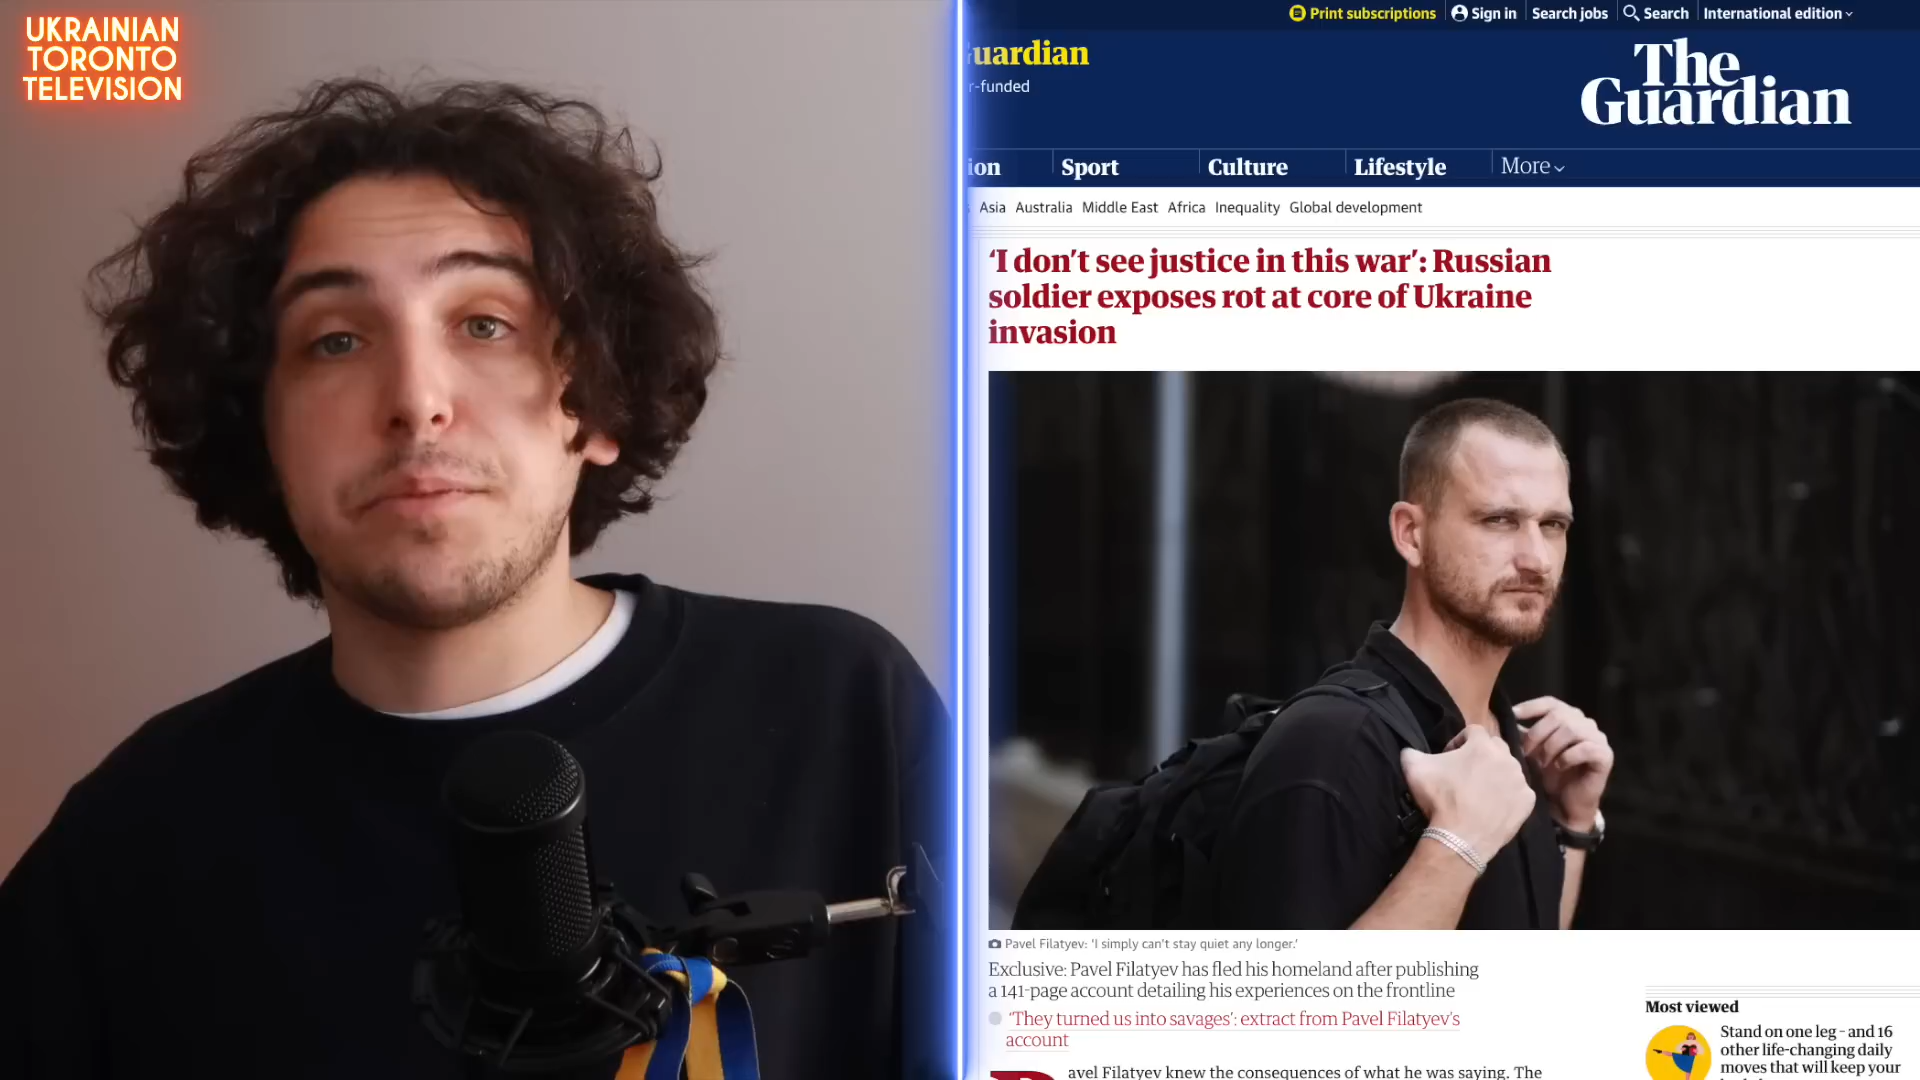 UKRAINIAN
TORONTO
TELEVISION
Print subscriptions
Sign in
Search jobs
Search
International edition
uardian
r-funded
The
Guardian
ion
Sport
Culture
Lifestyle
More
Asia Australia Middle East Africa Inequality Global development
‘I don’t see justice in this war’: Russian
soldier exposes rot at core of Ukraine
invasion
Pavel Filatyev: ‘I simply can’t stay quiet any longer.’
Exclusive: Pavel Filatyev has fled his homeland after publishing
a 141-page account detailing his experiences on the frontline
‘They turned us into savages’: extract from Pavel Filatyev’s
account
avel Filatyev knew the consequences of what he was saying. The
Most viewed
Stand on one leg – and 16
other life-changing daily
moves that will keep your